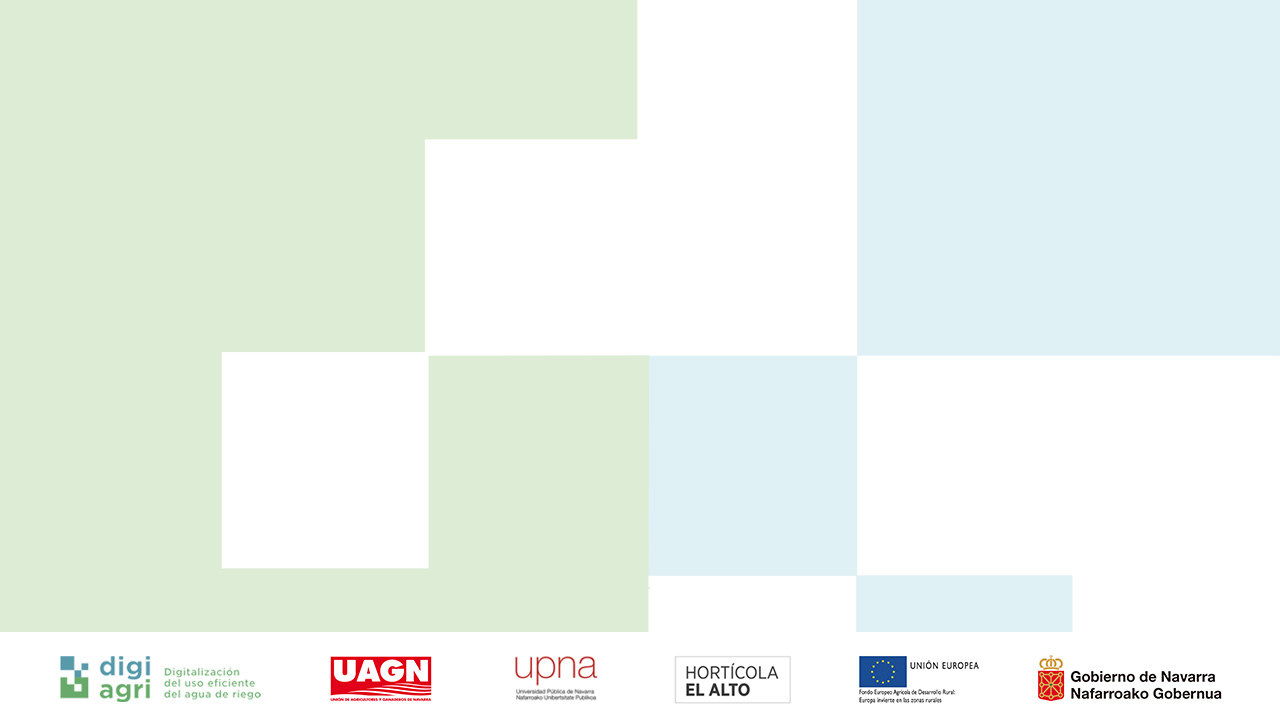 digi
agri
Digitalización
del uso eficiente
del agua de riego
UAGN
UNIÓN DE AGRICULTORES Y GANADEROS DE NAVARRA
upna
Universidad Pública de Navarra
Nafarroako Unibertsitate Publikoa
HORTÍCOLA
EL ALTO
UNIÓN EUROPEA
Fondo Europeo Agrícola de Desarrollo Rural:
Europa invierte en las zonas rurales
Gobierno de Navarra
Nafarroako Gobernua